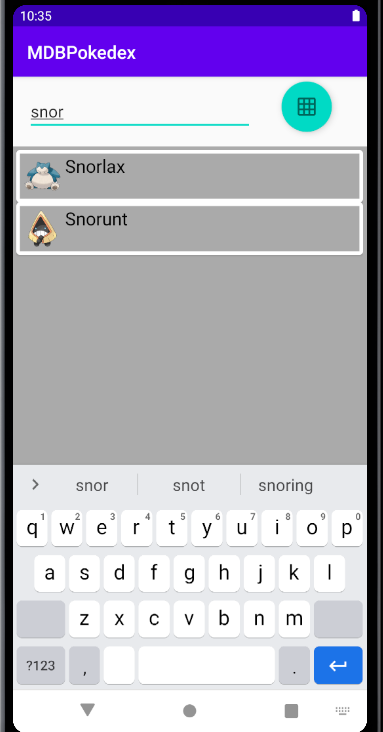 10:35
MDBPokedex
snor
Snorlax
Snorunt
snor snot snoring
q1 w2 e3 r4 t5 y6 u7 i8 o9 p0
a s d f g h j k l
z x c v b n m
?123 , .